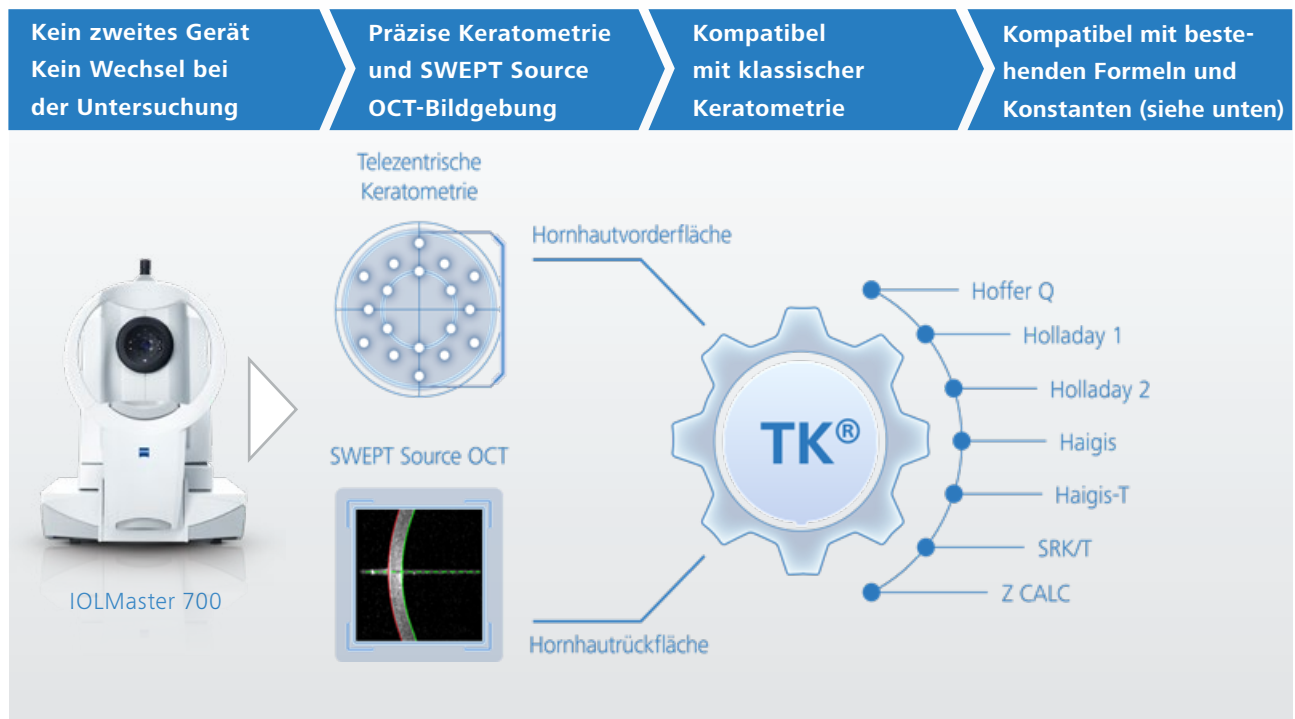 Kein zweites Gerät
Kein Wechsel bei
der Untersuchung
Präzise Keratometrie
und SWEPT Source
OCT-Bildgebung
Kompatibel
mit klassischer
Keratometrie
Kompatibel mit beste-
henden Formeln und
Konstanten (siehe unten)
Telezentrische
Keratometrie
Hornhautvorderfläche
SWEPT Source OCT
Hornhautrückfläche
IOLMaster 700
TK®
Hoffer Q
Holladay 1
Holladay 2
Haigis
Haigis-T
SRK/T
Z CALC